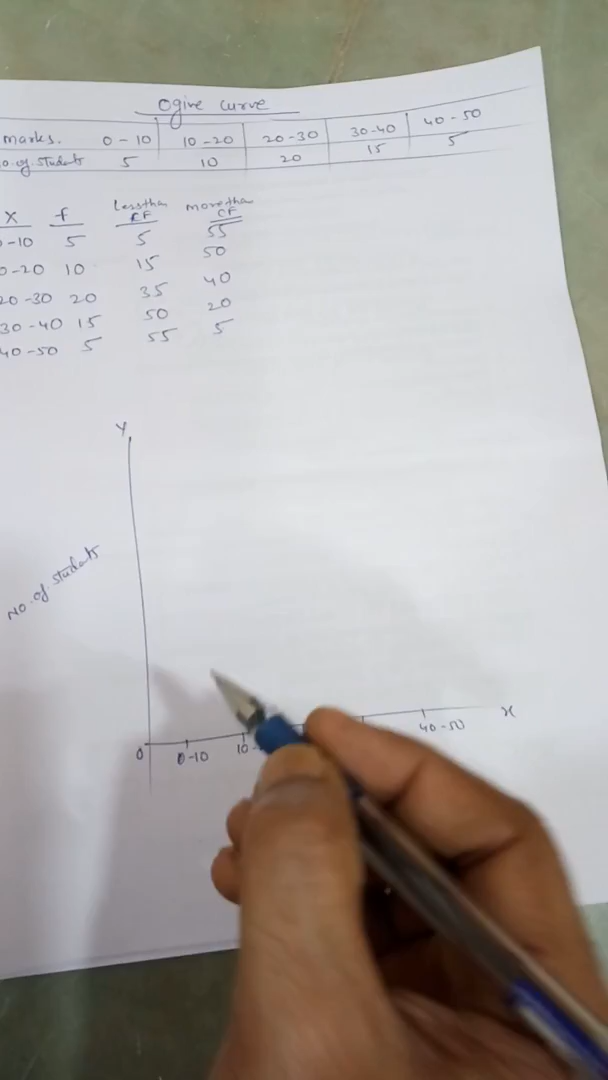 Ogive curve
marks. 0-10 10-20 20-30 30-40 40-50
o. of. students 5 10 20 15 5
X f Less than CF more than CF
-10 5 5 55
0-20 10 15 50
20-30 20 35 40
30-40 15 50 20
40-50 5 55 5
Y
No. of. students
0 0-10 10- 40-50 X